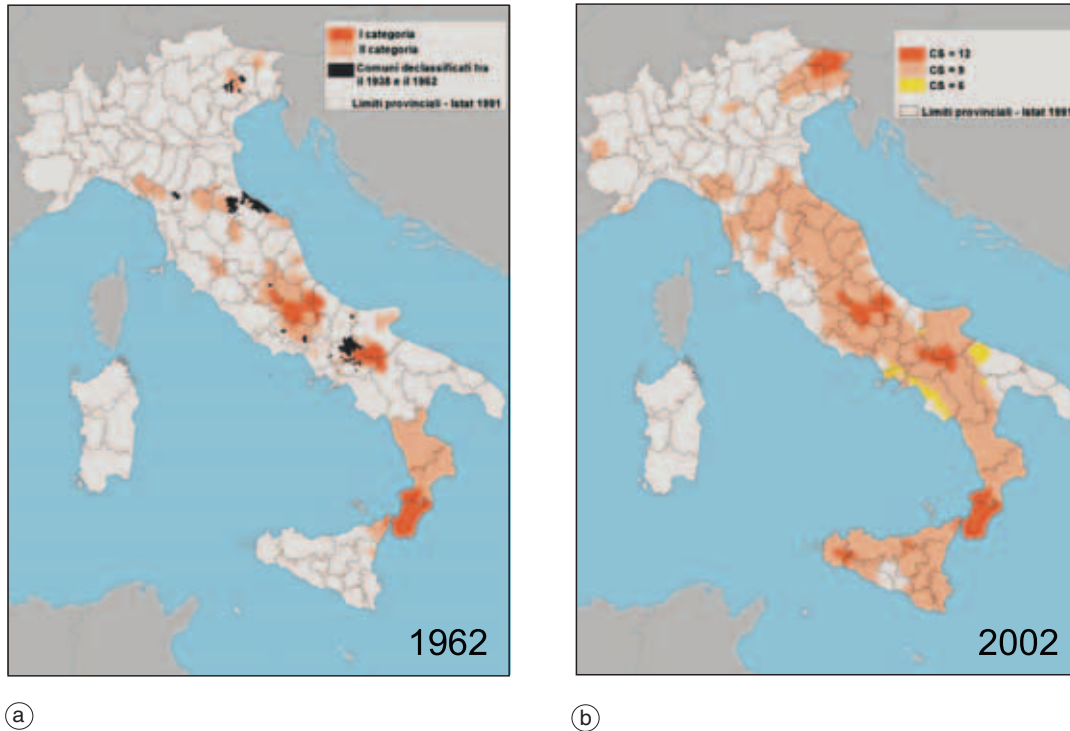 I categoria
II categoria
Comuni declassificati fra
il 1938 e il 1962
Limiti provinciali - Istat 1991
1962
a
CS = 12
CS = 9
CS = 6
Limiti provinciali - Istat 1991
2002
b